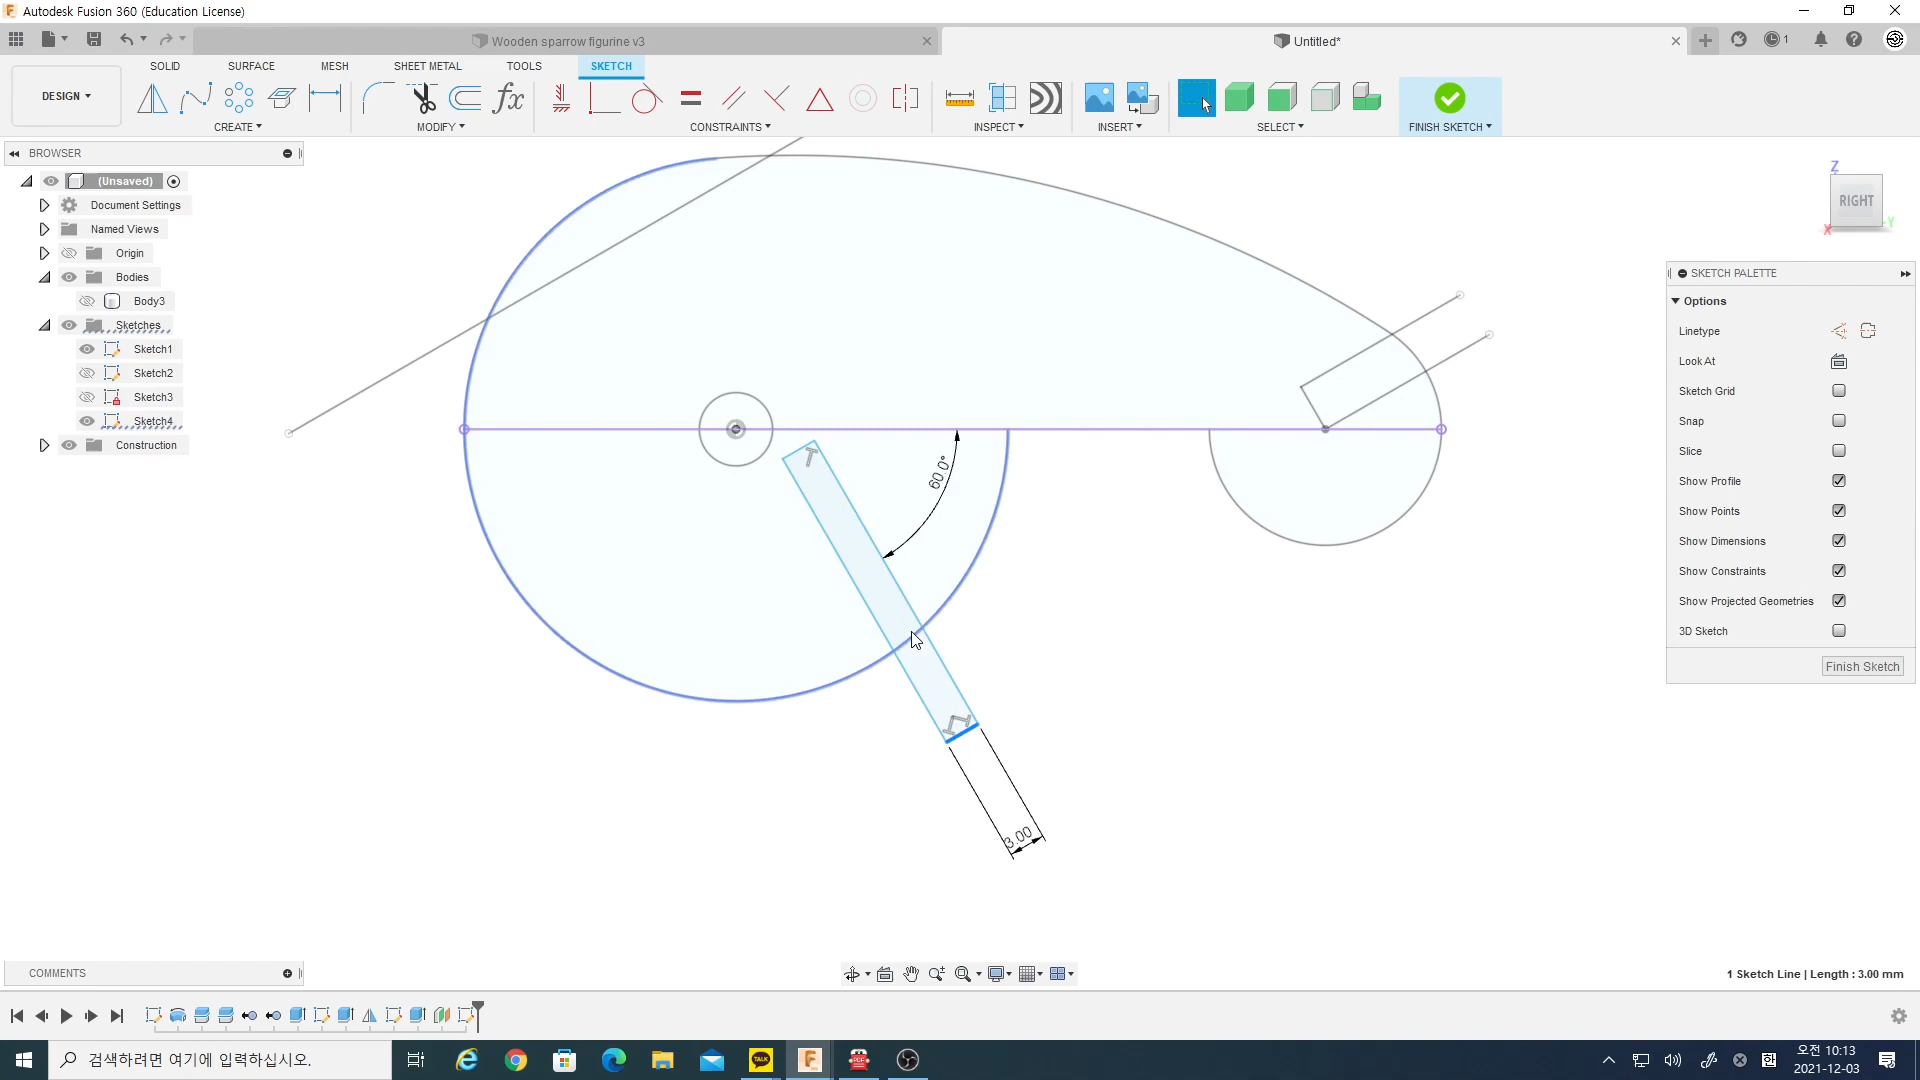 Autodesk Fusion 360 (Education License)
Wooden sparrow figurine v3
Untitled*
1
DESIGN
SOLID
SURFACE
MESH
SHEET METAL
TOOLS
SKETCH
fx
CREATE
MODIFY
CONSTRAINTS
INSPECT
INSERT
SELECT
FINISH SKETCH
BROWSER
(Unsaved)
Document Settings
Named Views
Origin
Bodies
Body3
Sketches
Sketch1
Sketch2
Sketch3
Sketch4
Construction
Z
RIGHT
X
Y
60.0°
3.00
SKETCH PALETTE
Options
Linetype
Look At
Sketch Grid
Snap
Slice
Show Profile
Show Points
Show Dimensions
Show Constraints
Show Projected Geometries
3D Sketch
Finish Sketch
COMMENTS
1 Sketch Line | Length : 3.00 mm
검색하려면 여기에 입력하십시오.
TALK
PDF
한
오전 10:13
2021-12-03